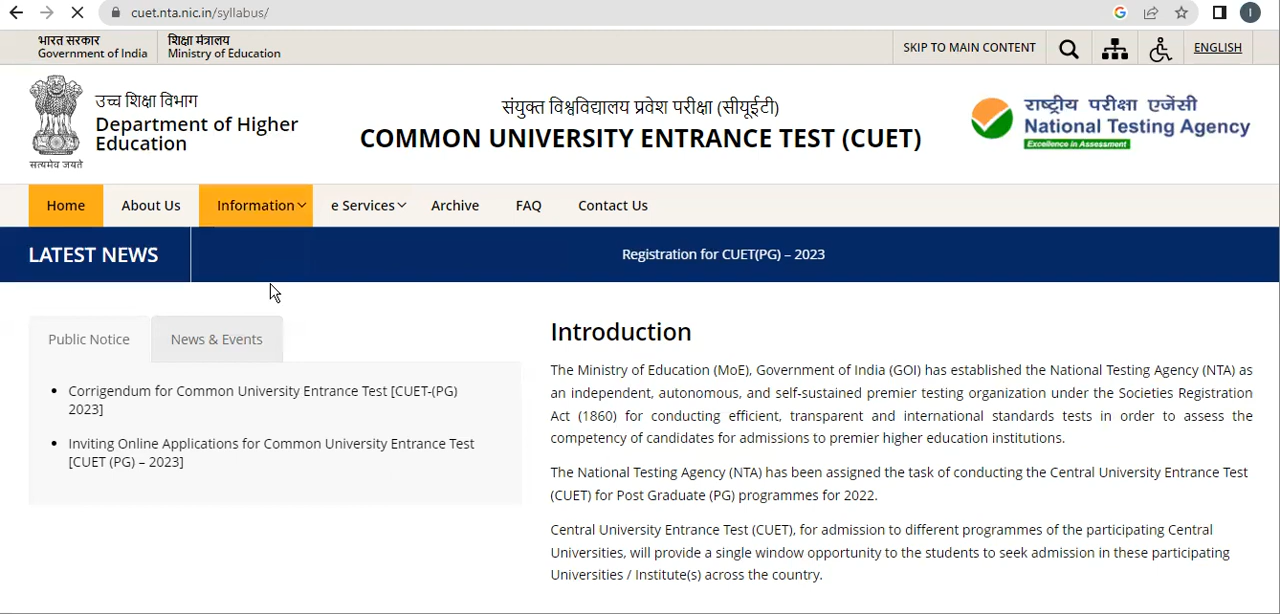 cuet.nta.nic.in/syllabus/
I
भारत सरकार
Government of India
शिक्षा मंत्रालय
Ministry of Education
SKIP TO MAIN CONTENT
ENGLISH
सत्यमेव जयते
उच्च शिक्षा विभाग
Department of Higher
Education
संयुक्त विश्वविद्यालय प्रवेश परीक्षा (सीयूईटी)
COMMON UNIVERSITY ENTRANCE TEST (CUET)
राष्ट्रीय परीक्षा एजेंसी
National Testing Agency
Excellence in Assessment
Home About Us Information e Services Archive FAQ Contact Us
LATEST NEWS
Registration for CUET(PG) – 2023
Public Notice News & Events
Corrigendum for Common University Entrance Test [CUET-(PG)
2023]
Inviting Online Applications for Common University Entrance Test
[CUET (PG) – 2023]
Introduction
The Ministry of Education (MoE), Government of India (GOI) has established the National Testing Agency (NTA) as
an independent, autonomous, and self-sustained premier testing organization under the Societies Registration
Act (1860) for conducting efficient, transparent and international standards tests in order to assess the
competency of candidates for admissions to premier higher education institutions.
The National Testing Agency (NTA) has been assigned the task of conducting the Central University Entrance Test
(CUET) for Post Graduate (PG) programmes for 2022.
Central University Entrance Test (CUET), for admission to different programmes of the participating Central
Universities, will provide a single window opportunity to the students to seek admission in these participating
Universities / Institute(s) across the country.